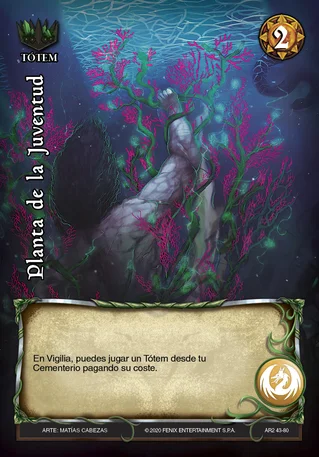 TÓTEM
2
Planta de la Juventud
En Vigilia, puedes jugar un Tótem desde tu
Cementerio pagando su coste.
ARTE: MATÍAS CABEZAS
© 2020 FENIX ENTERTAINMENT S.P.A.
AR2 43-80